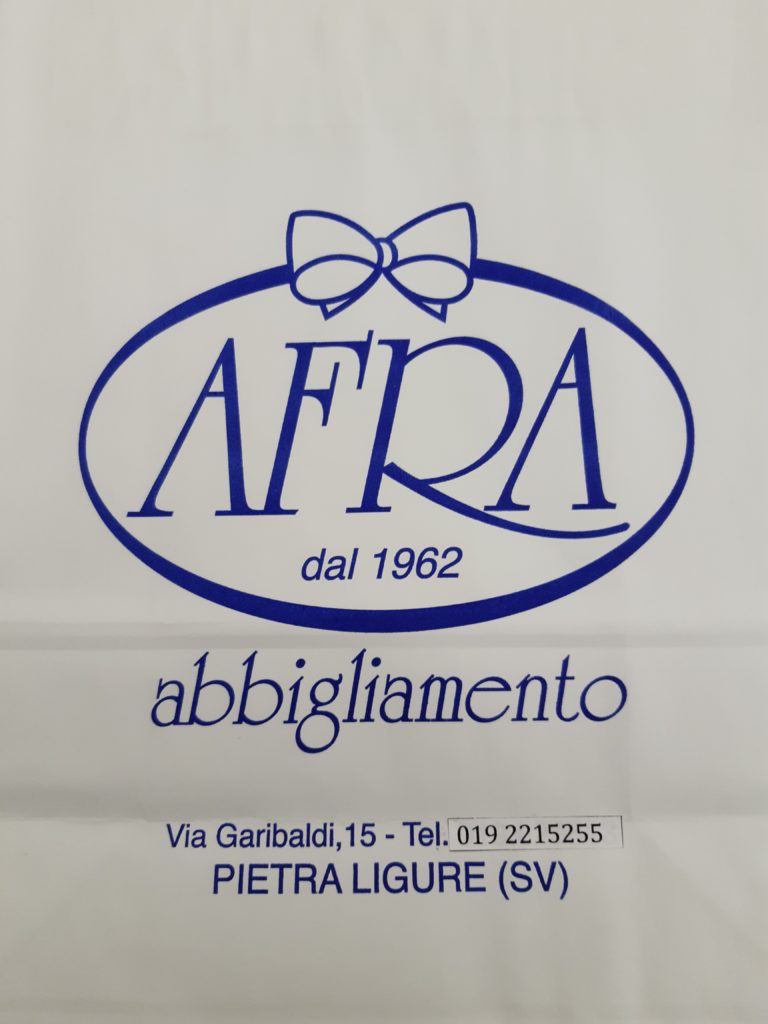 AFRA
dal 1962
abbigliamento
Via Garibaldi,15 - Tel. 019 2215255
PIETRA LIGURE (SV)